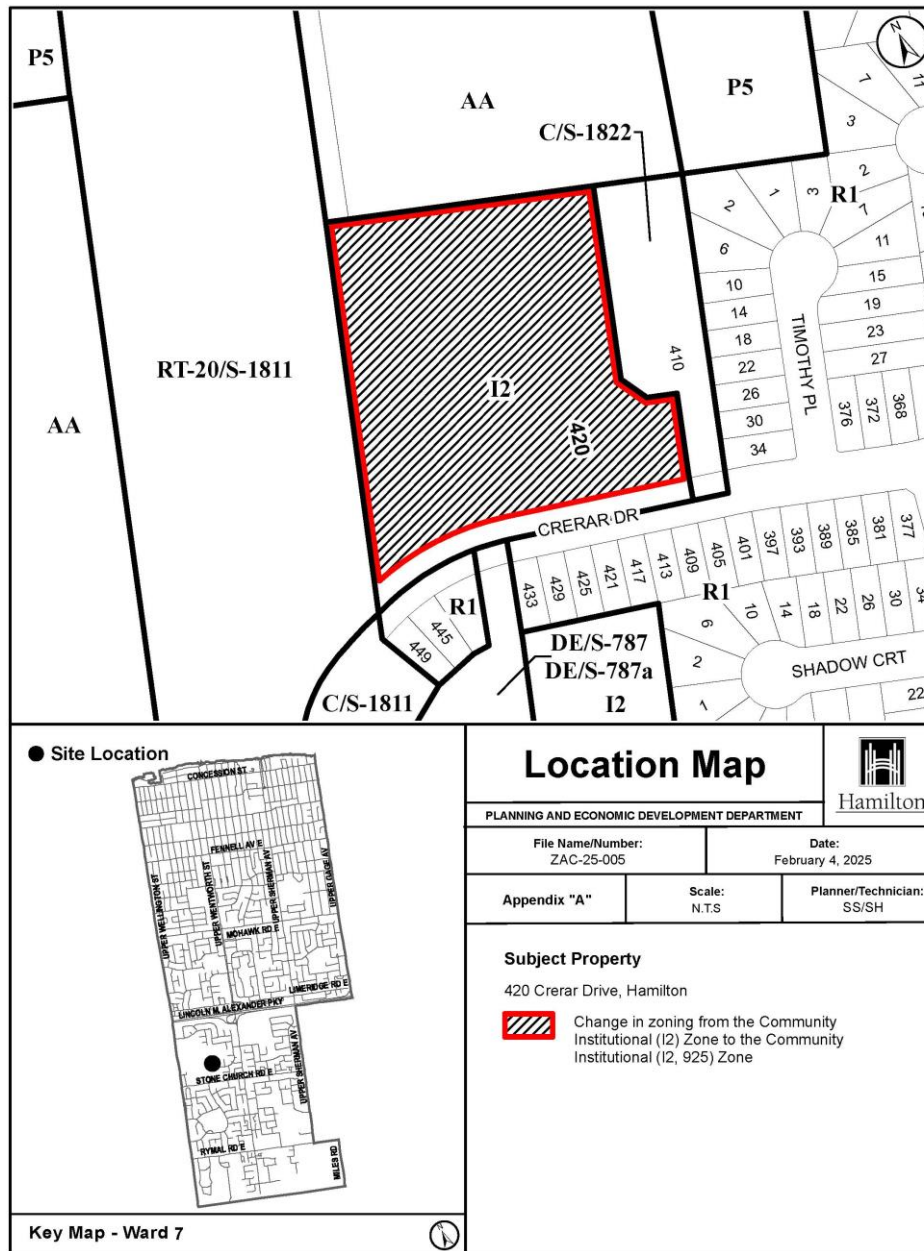 P5
AA
P5
C/S-1822
N
7
11
3
2
R1
7
2
1
3
6
11
10
15
14
19
18
23
22
27
26
30
34
TIMOTHY PL
376
372
368
410
RT-20/S-1811
AA
I2
420
CRERAR DR
433
429
425
421
417
413
409
405
401
397
393
389
385
381
377
R1
R1
445
449
6
10
14
18
22
26
30
34
2
1
SHADOW CRT
22
DE/S-787
DE/S-787a
I2
C/S-1811
Site Location
CONCESSION ST
FENNELL AV E
UPPER WELLINGTON ST
UPPER WENTWORTH ST
UPPER SHERMAN AV
UPPER GAGE AV
MOHAWK RD E
LIMERIDGE RD E
LINCOLN M. ALEXANDER PKY
UPPER SHERMAN AV
STONE CHURCH RD E
RYMAL RD E
MILES RD
Key Map - Ward 7
N
Location Map
Hamilton
PLANNING AND ECONOMIC DEVELOPMENT DEPARTMENT
File Name/Number:
ZAC-25-005
Date:
February 4, 2025
Appendix "A"
Scale:
N.T.S
Planner/Technician:
SS/SH
Subject Property
420 Crerar Drive, Hamilton
Change in zoning from the Community
Institutional (I2) Zone to the Community
Institutional (I2, 925) Zone